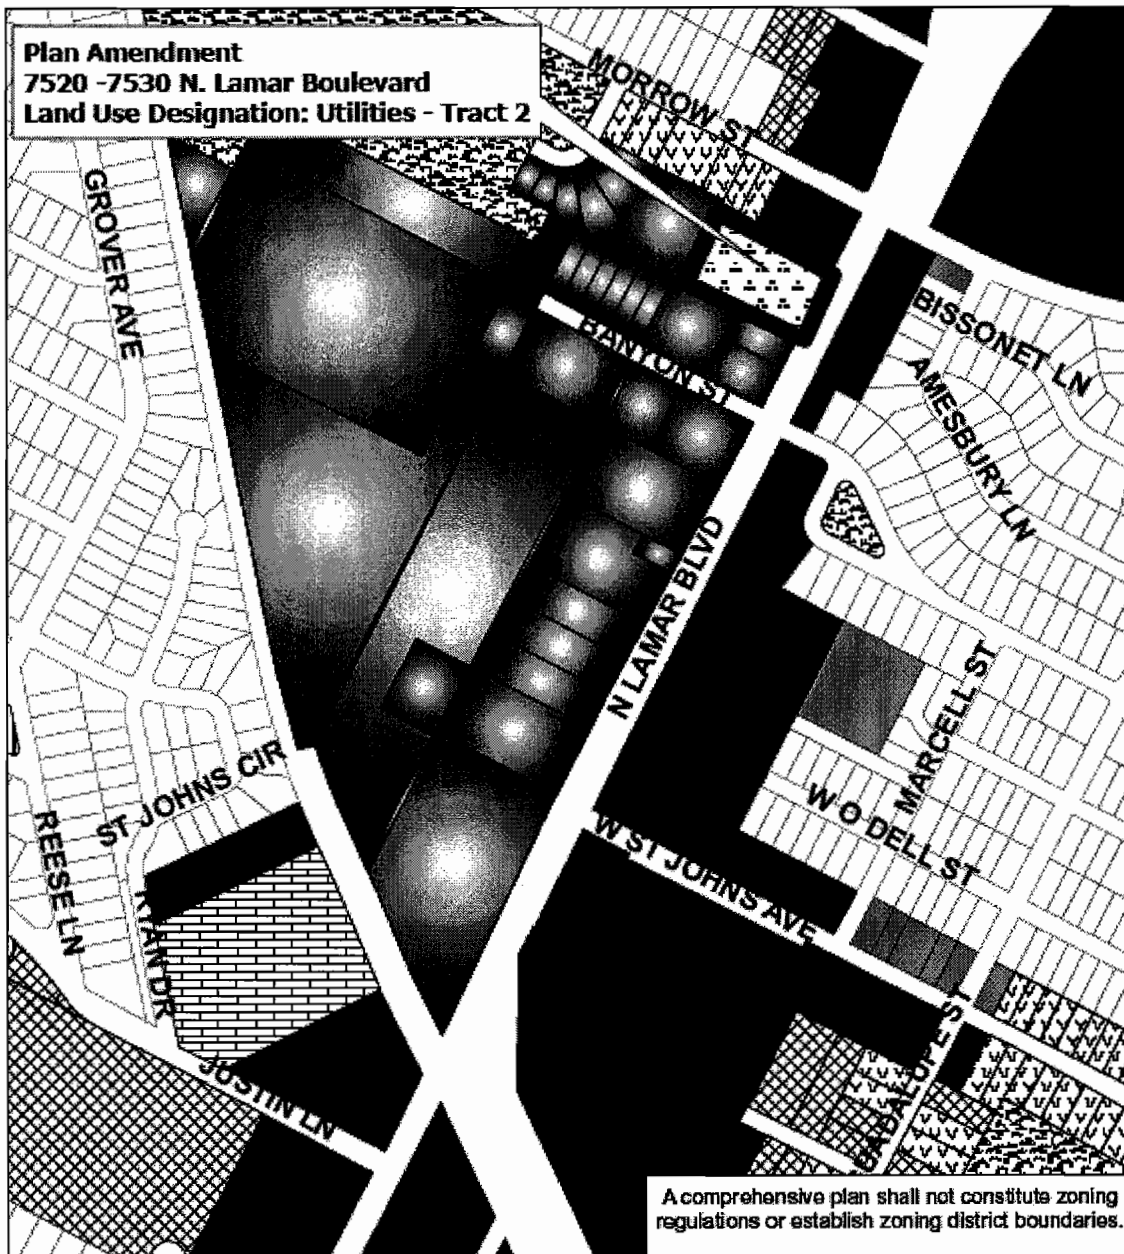 Plan Amendment
7520 -7530 N. Lamar Boulevard
Land Use Designation: Utilities - Tract 2
MORROW ST
GROVER AVE
BISSONET LN
BANYON ST
AMESBURY LN
N LAMAR BLVD
MARCELL ST
ST JOHNS CIR
W O DELL ST
REESE LN
W ST JOHNS AVE
RYAN DR
GADALOPE ST
JUSTIN LN
A comprehensive plan shall not constitute zoning
regulations or establish zoning district boundaries.